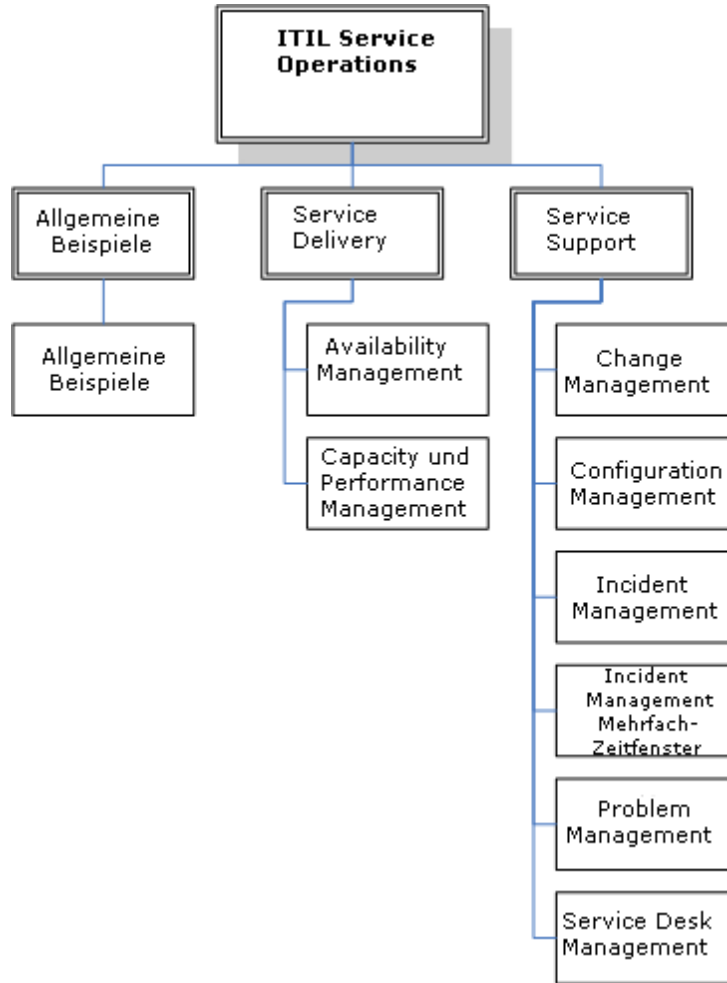 ITIL Service
Operations
Allgemeine
Beispiele
Service
Delivery
Service
Support
Allgemeine
Beispiele
Availability
Management
Capacity und
Performance
Management
Change
Management
Configuration
Management
Incident
Management
Incident
Management
Mehrfach-
Zeitfenster
Problem
Management
Service Desk
Management